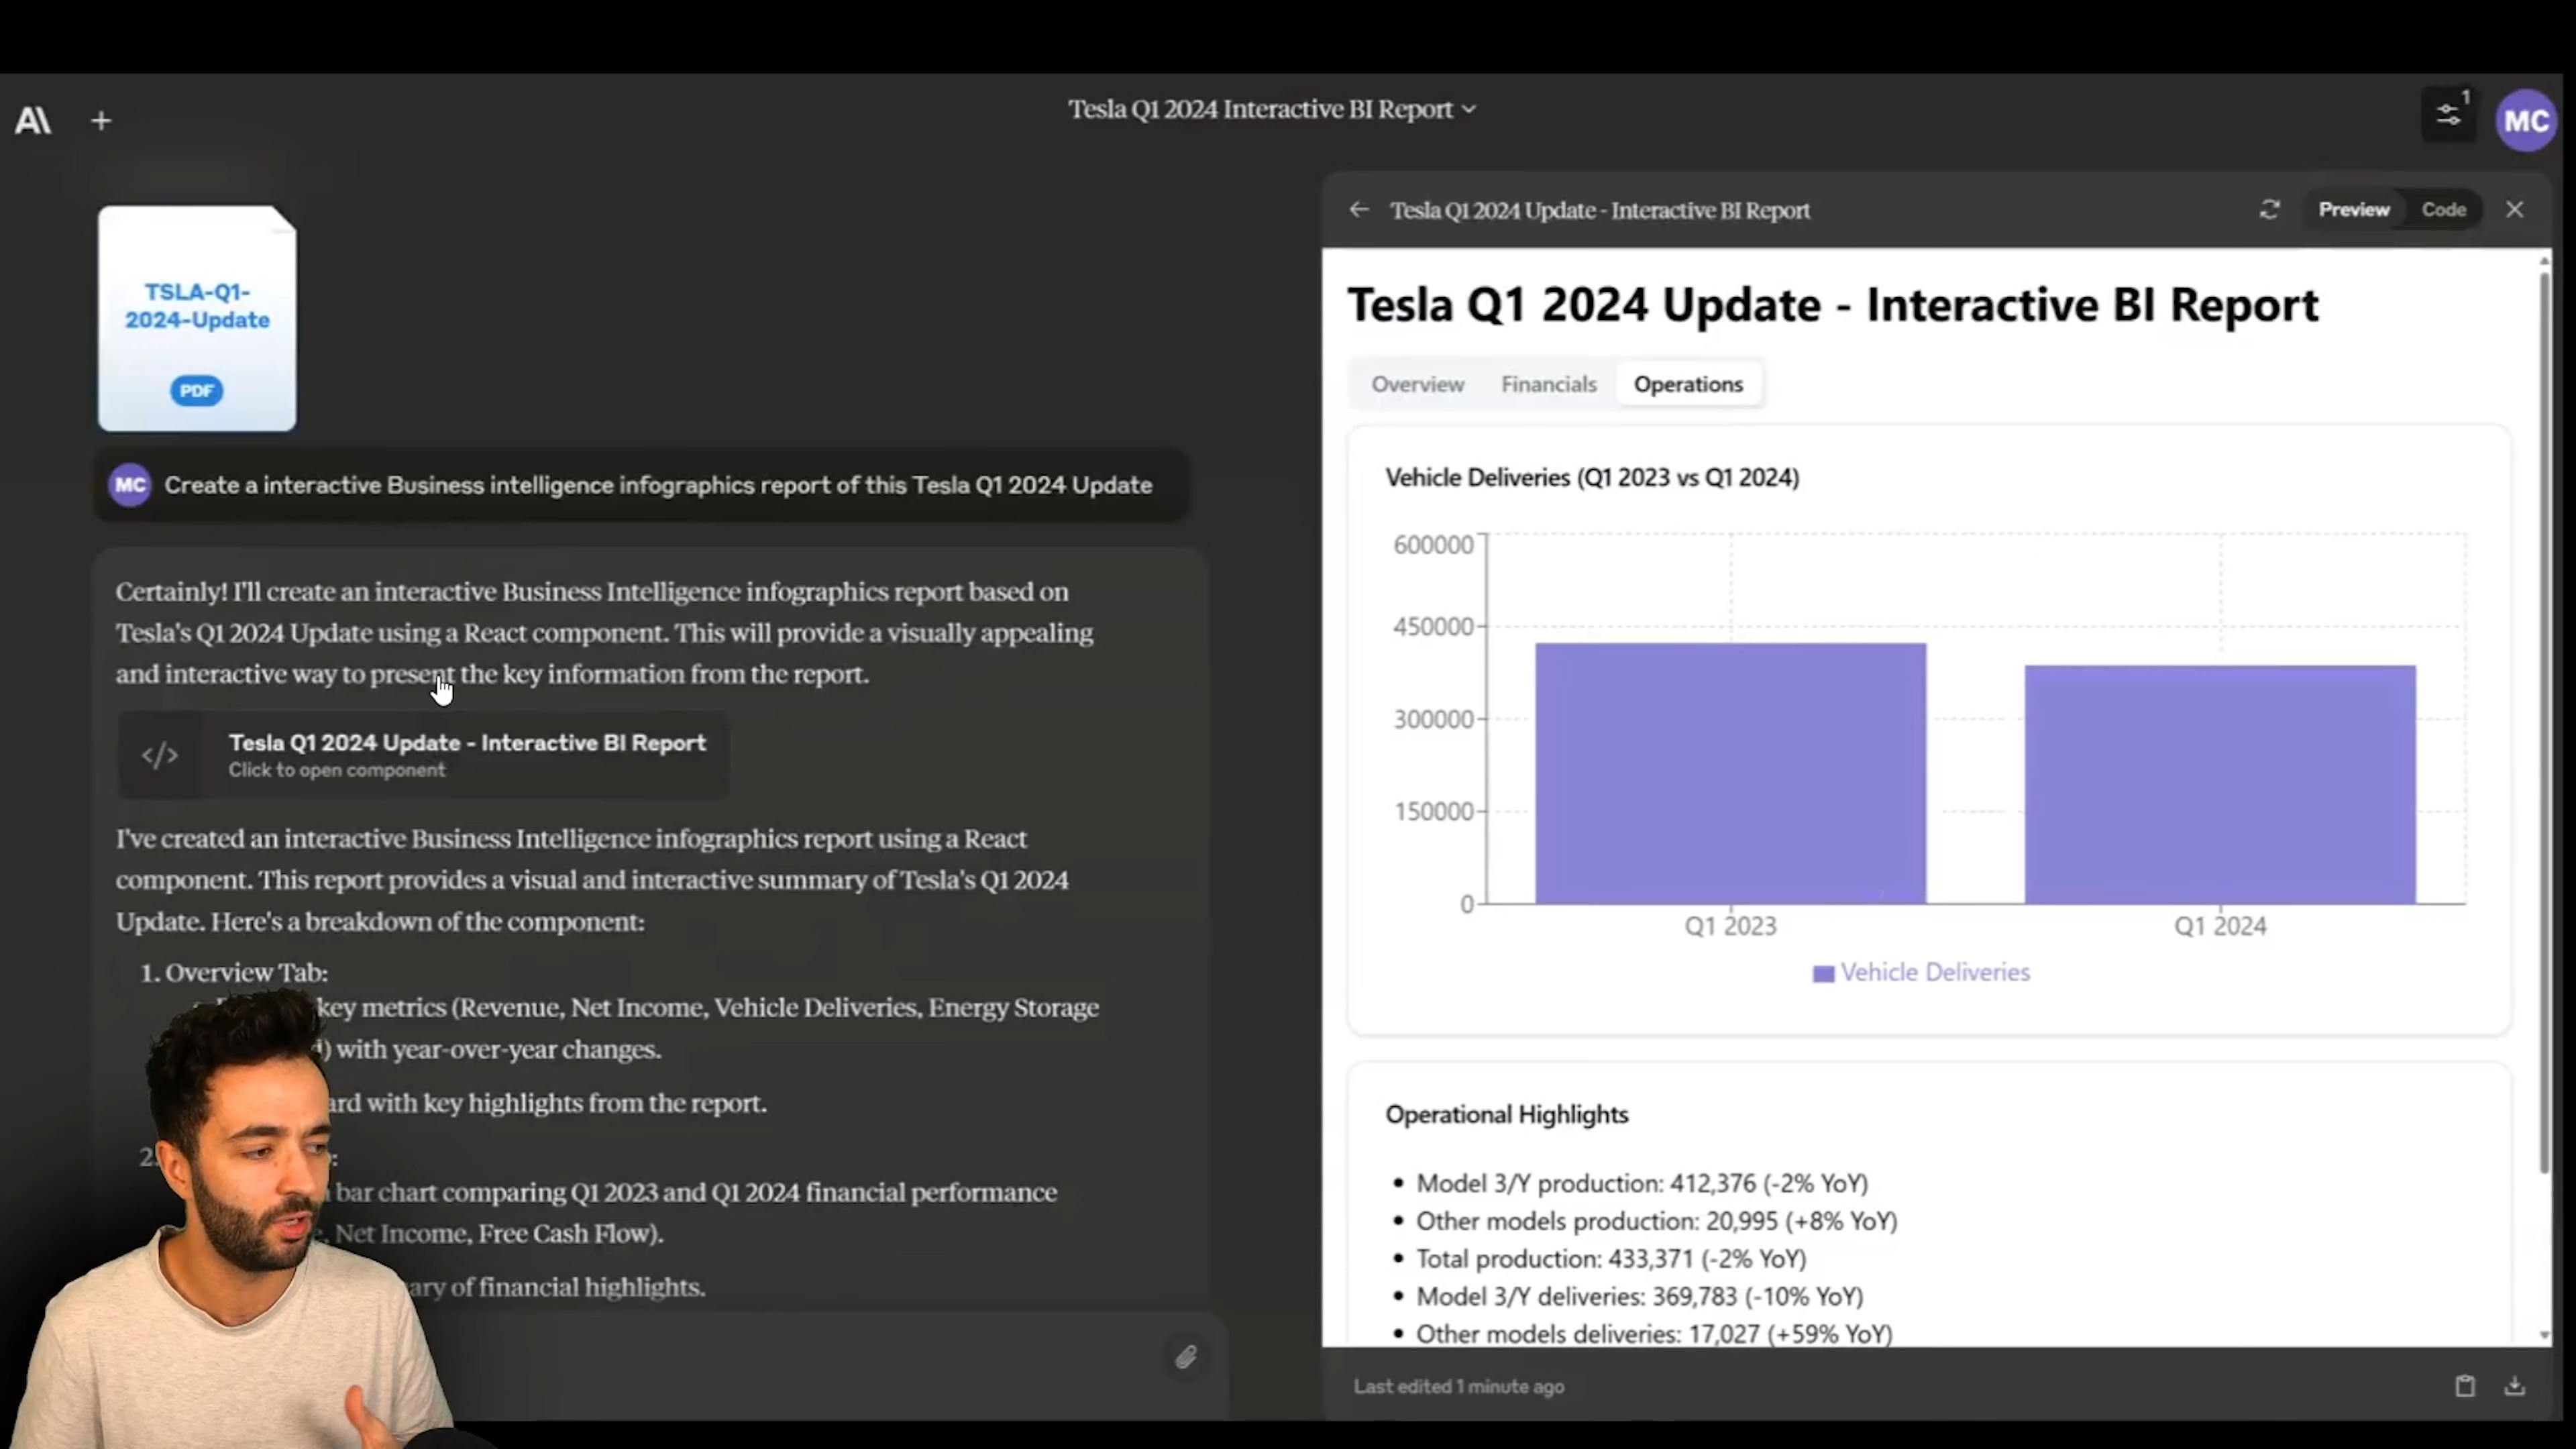 Tesla Q1 2024 Interactive BI Report
1
MC
TSLA-Q1-
2024-Update
PDF
MC Create a interactive Business intelligence infographics report of this Tesla Q1 2024 Update
Certainly! I'll create an interactive Business Intelligence infographics report based on
Tesla's Q1 2024 Update using a React component. This will provide a visually appealing
and interactive way to present the key information from the report.
</>
Tesla Q1 2024 Update - Interactive BI Report
Click to open component
I've created an interactive Business Intelligence infographics report using a React
component. This report provides a visual and interactive summary of Tesla's Q1 2024
Update. Here's a breakdown of the component:
1. Overview Tab:
key metrics (Revenue, Net Income, Vehicle Deliveries, Energy Storage
with year-over-year changes.
with key highlights from the report.
2.
bar chart comparing Q1 2023 and Q1 2024 financial performance
Net Income, Free Cash Flow).
of financial highlights.
Tesla Q1 2024 Update - Interactive BI Report
Preview Code
Tesla Q1 2024 Update - Interactive BI Report
Overview Financials Operations
Vehicle Deliveries (Q1 2023 vs Q1 2024)
600000
450000
300000
150000
0
Q1 2023 Q1 2024
Vehicle Deliveries
Operational Highlights
• Model 3/Y production: 412,376 (-2% YoY)
• Other models production: 20,995 (+8% YoY)
• Total production: 433,371 (-2% YoY)
• Model 3/Y deliveries: 369,783 (-10% YoY)
• Other models deliveries: 17,027 (+59% YoY)
Last edited 1 minute ago